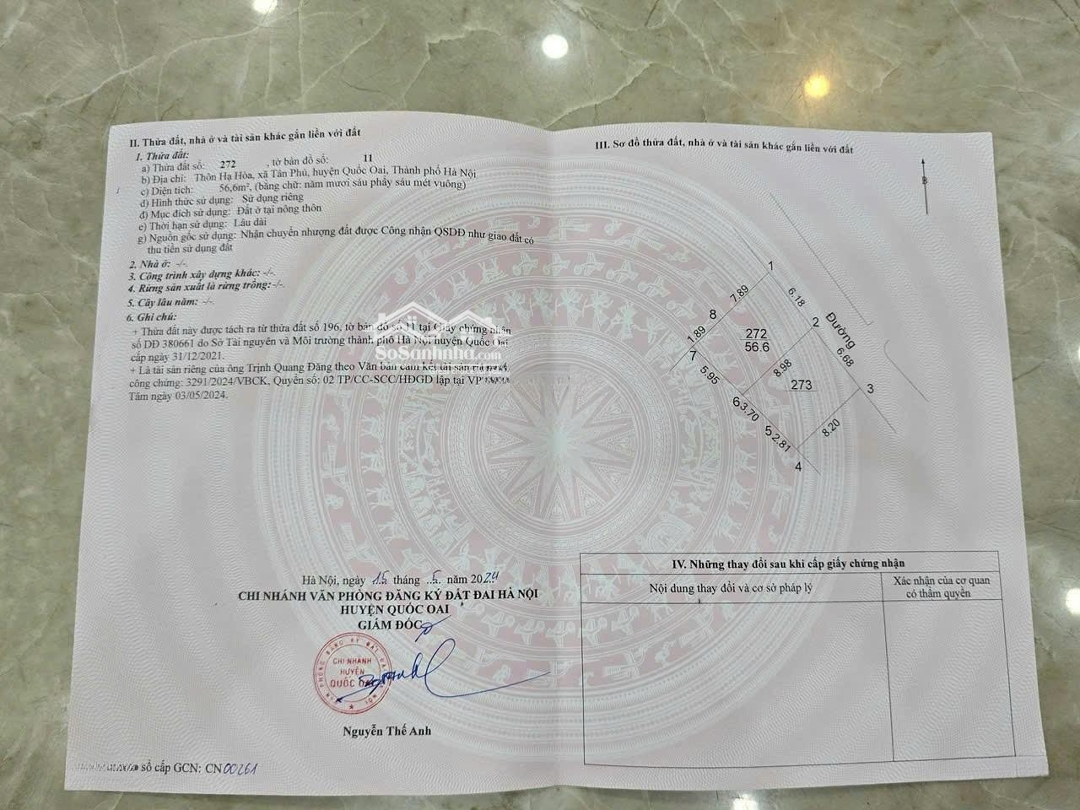 II. Thửa đất, nhà ở và tài sản khác gắn liền với đất
1. Thửa đất:
a) Thửa đất số: 272 , tờ bản đồ số: 11
b) Địa chỉ: Thôn Hạ Hòa, xã Tân Phú, huyện Quốc Oai, Thành phố Hà Nội
c) Diện tích: 56,6m², (bằng chữ: năm mươi sáu phẩy sáu mét vuông)
d) Hình thức sử dụng: Sử dụng riêng
đ) Mục đích sử dụng: Đất ở tại nông thôn
e) Thời hạn sử dụng: Lâu dài
g) Nguồn gốc sử dụng: Nhận chuyển nhượng đất được Công nhận QSDĐ như giao đất có
thu tiền sử dụng đất
2. Nhà ở: -/-
3. Công trình xây dựng khác: -/-
4. Rừng sản xuất là rừng trồng: -/-
5. Cây lâu năm: -/-
6. Ghi chú:
+ Thửa đất này được tách ra từ thửa đất số 196, tờ bản đồ số 11 tại Giấy chứng nhận
số DĐ 380661 do Sở Tài nguyên và Môi trường thành phố Hà Nội huyện Quốc Oai
cấp ngày 31/12/2021.
+ Là tài sản riêng của ông Trịnh Quang Đăng theo Văn bản cam kết tài sản riêng số
công chứng: 3291/2024/VBCK, Quyển số: 02 TP/CC-SCC/HĐGD lập tại VP
Tâm ngày 03/05/2024.
SoSanhnha.com
Hà Nội, ngày 15 tháng 5 năm 2024
CHI NHÁNH VĂN PHÒNG ĐĂNG KÝ ĐẤT ĐAI HÀ NỘI
HUYỆN QUỐC OAI
GIÁM ĐỐC
CHI NHÁNH
HUYỆN
QUỐC OAI
Nguyễn Thế Anh
số cấp GCN: CN00261
III. Sơ đồ thửa đất, nhà ở và tài sản khác gắn liền với đất
B
1
7.89
6.18
8
2
Đường
1.89
272
56.6
6.68
7
8.98
5.95
273
3
6
3.70
8.20
5
2.81
4
IV. Những thay đổi sau khi cấp giấy chứng nhận
Nội dung thay đổi và cơ sở pháp lý
Xác nhận của cơ quan
có thẩm quyền